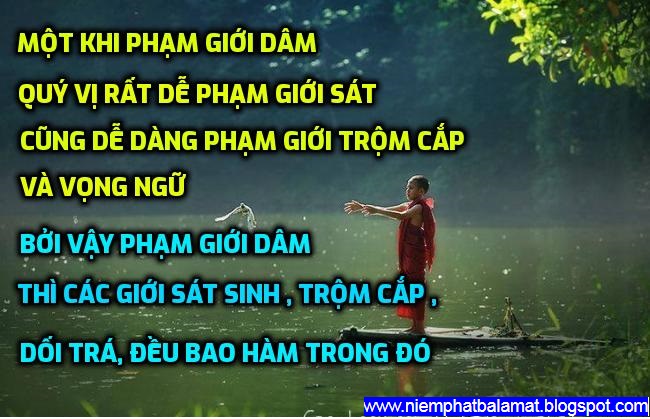 MỘT KHI PHẠM GIỚI DÂM
QUÝ VỊ RẤT DỄ PHẠM GIỚI SÁT
CŨNG DỄ DÀNG PHẠM GIỚI TRỘM CẮP
VÀ VỌNG NGỮ
BỞI VẬY PHẠM GIỚI DÂM
THÌ CÁC GIỚI SÁT SINH , TRỘM CẮP ,
DỐI TRÁ, ĐỀU BAO HÀM TRONG ĐÓ
www.niemphatbalamat.blogspot.com